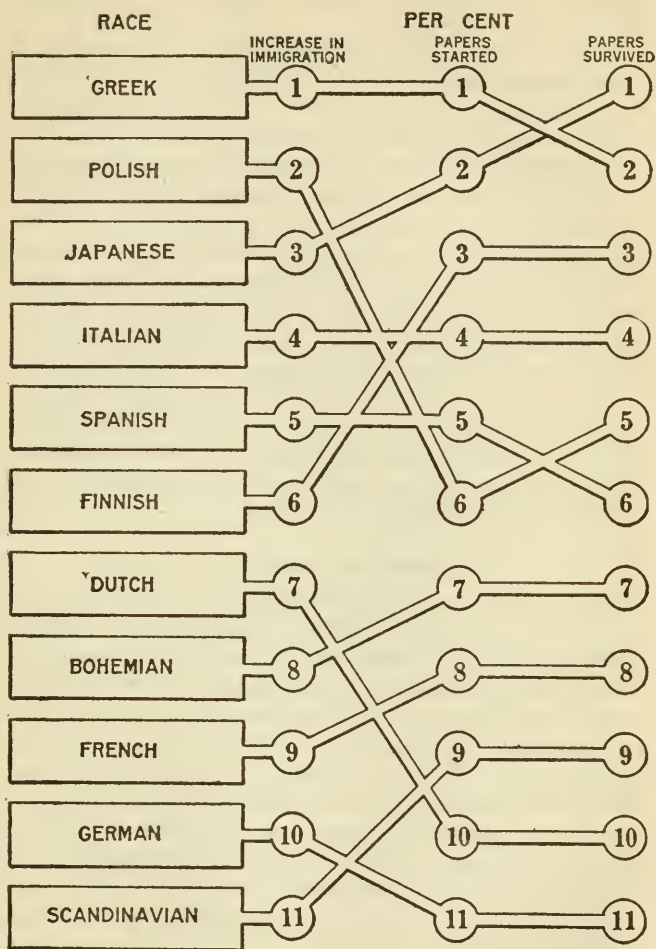 RACE
PER CENT
INCREASE IN IMMIGRATION
PAPERS STARTED
PAPERS SURVIVED
GREEK 1 1 1
POLISH 2 2 2
JAPANESE 3 3 3
ITALIAN 4 4 4
SPANISH 5 5 5
FINNISH 6 6 6
DUTCH 7 7 7
BOHEMIAN 8 8 8
FRENCH 9 9 9
GERMAN 10 10 10
SCANDINAVIAN 11 11 11